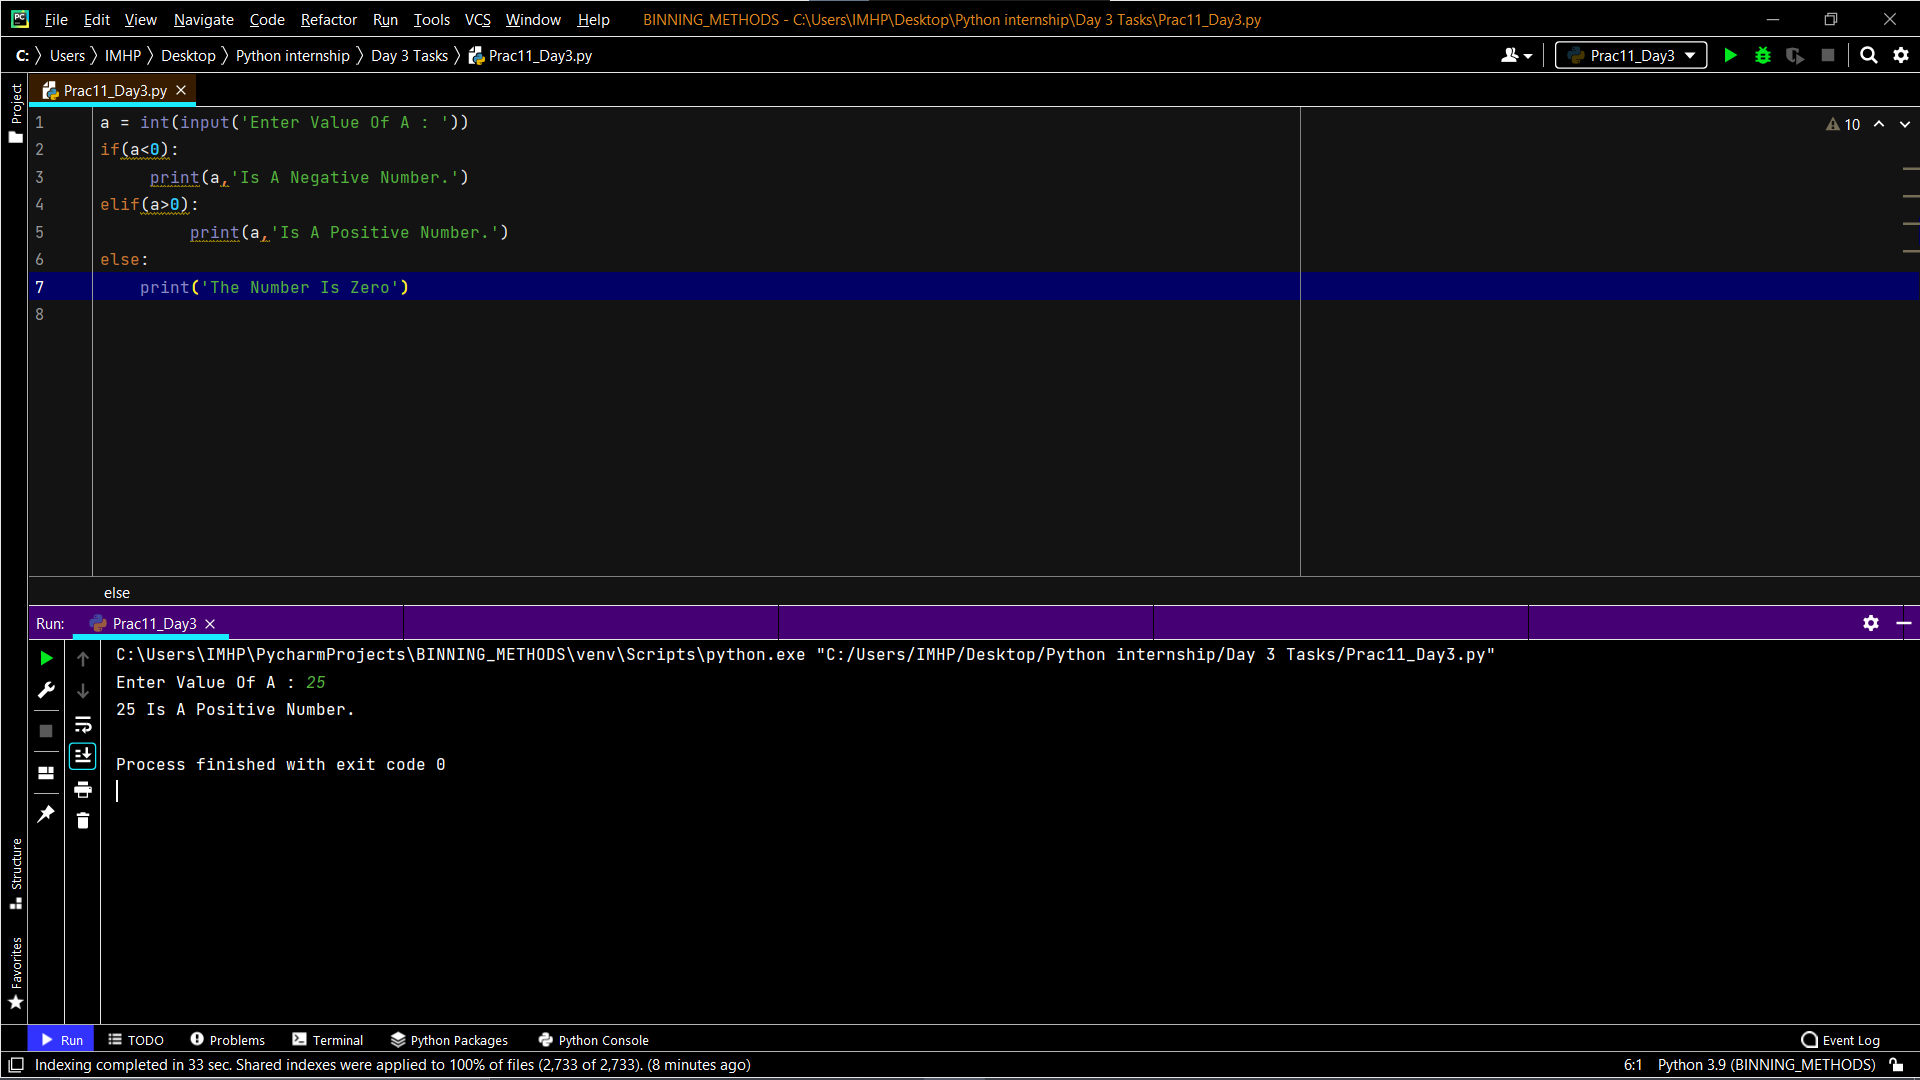 File Edit View Navigate Code Refactor Run Tools VCS Window Help BINNING_METHODS - C:\Users\IMHP\Desktop\Python internship\Day 3 Tasks\Prac11_Day3.py
C: Users IMHP Desktop Python internship Day 3 Tasks Prac11_Day3.py Prac11_Day3
Project
Prac11_Day3.py
10
1 a = int(input('Enter Value Of A : '))
2 if(a<0):
3 print(a,'Is A Negative Number.')
4 elif(a>0):
5 print(a,'Is A Positive Number.')
6 else:
7 print('The Number Is Zero')
8
else
Run: Prac11_Day3
C:\Users\IMHP\PycharmProjects\BINNING_METHODS\venv\Scripts\python.exe "C:/Users/IMHP/Desktop/Python internship/Day 3 Tasks/Prac11_Day3.py"
Enter Value Of A : 25
25 Is A Positive Number.
Process finished with exit code 0
Structure
Favorites
Run TODO Problems Terminal Python Packages Python Console Event Log
Indexing completed in 33 sec. Shared indexes were applied to 100% of files (2,733 of 2,733). (8 minutes ago) 6:1 Python 3.9 (BINNING_METHODS)